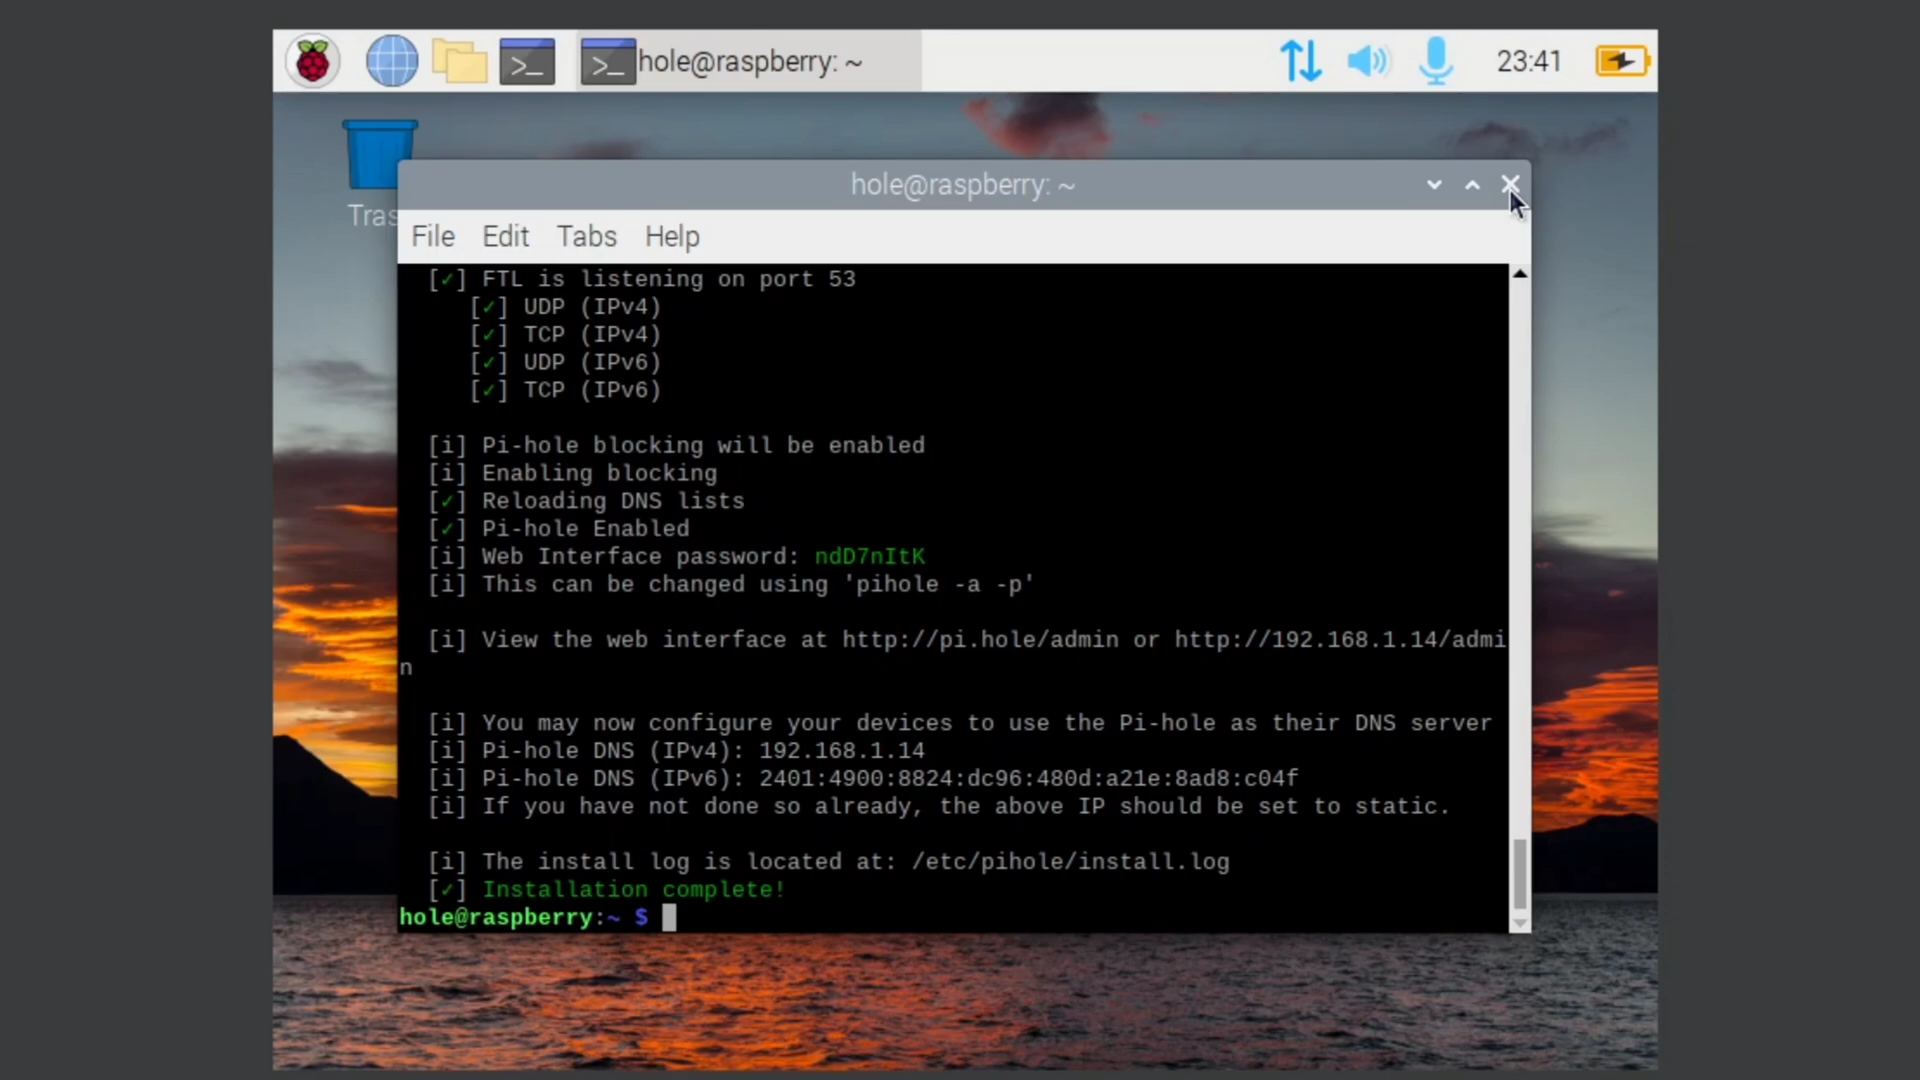 >_
>_ hole@raspberry: ~
23:41
Tras
hole@raspberry: ~
File Edit Tabs Help
[✓] FTL is listening on port 53
[✓] UDP (IPv4)
[✓] TCP (IPv4)
[✓] UDP (IPv6)
[✓] TCP (IPv6)
[i] Pi-hole blocking will be enabled
[i] Enabling blocking
[✓] Reloading DNS lists
[✓] Pi-hole Enabled
[i] Web Interface password: ndD7nItK
[i] This can be changed using 'pihole -a -p'
[i] View the web interface at http://pi.hole/admin or http://192.168.1.14/admi
n
[i] You may now configure your devices to use the Pi-hole as their DNS server
[i] Pi-hole DNS (IPv4): 192.168.1.14
[i] Pi-hole DNS (IPv6): 2401:4900:8824:dc96:480d:a21e:8ad8:c04f
[i] If you have not done so already, the above IP should be set to static.
[i] The install log is located at: /etc/pihole/install.log
[✓] Installation complete!
hole@raspberry:~ $